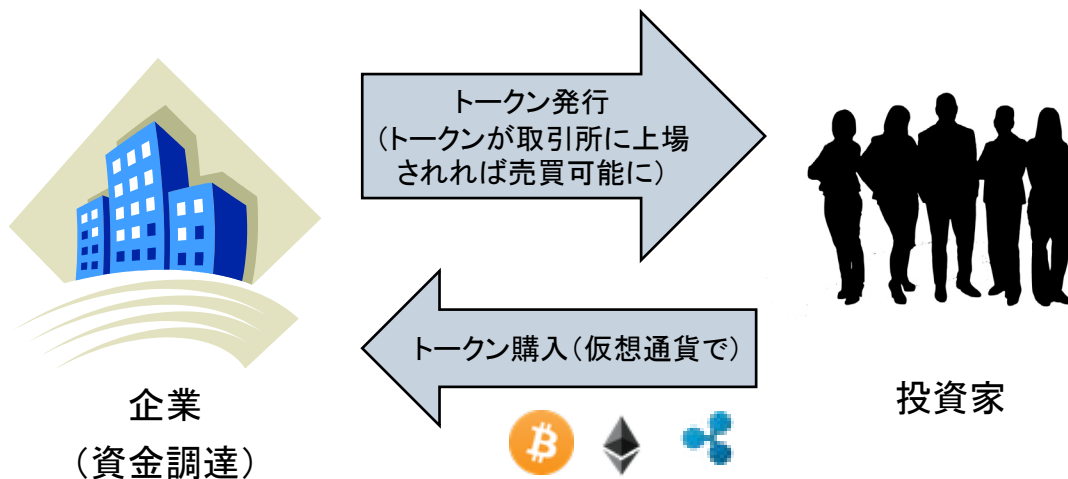 トークン発行
（トークンが取引所に上場
されれば売買可能に）
トークン購入（仮想通貨で）
企業
（資金調達）
投資家